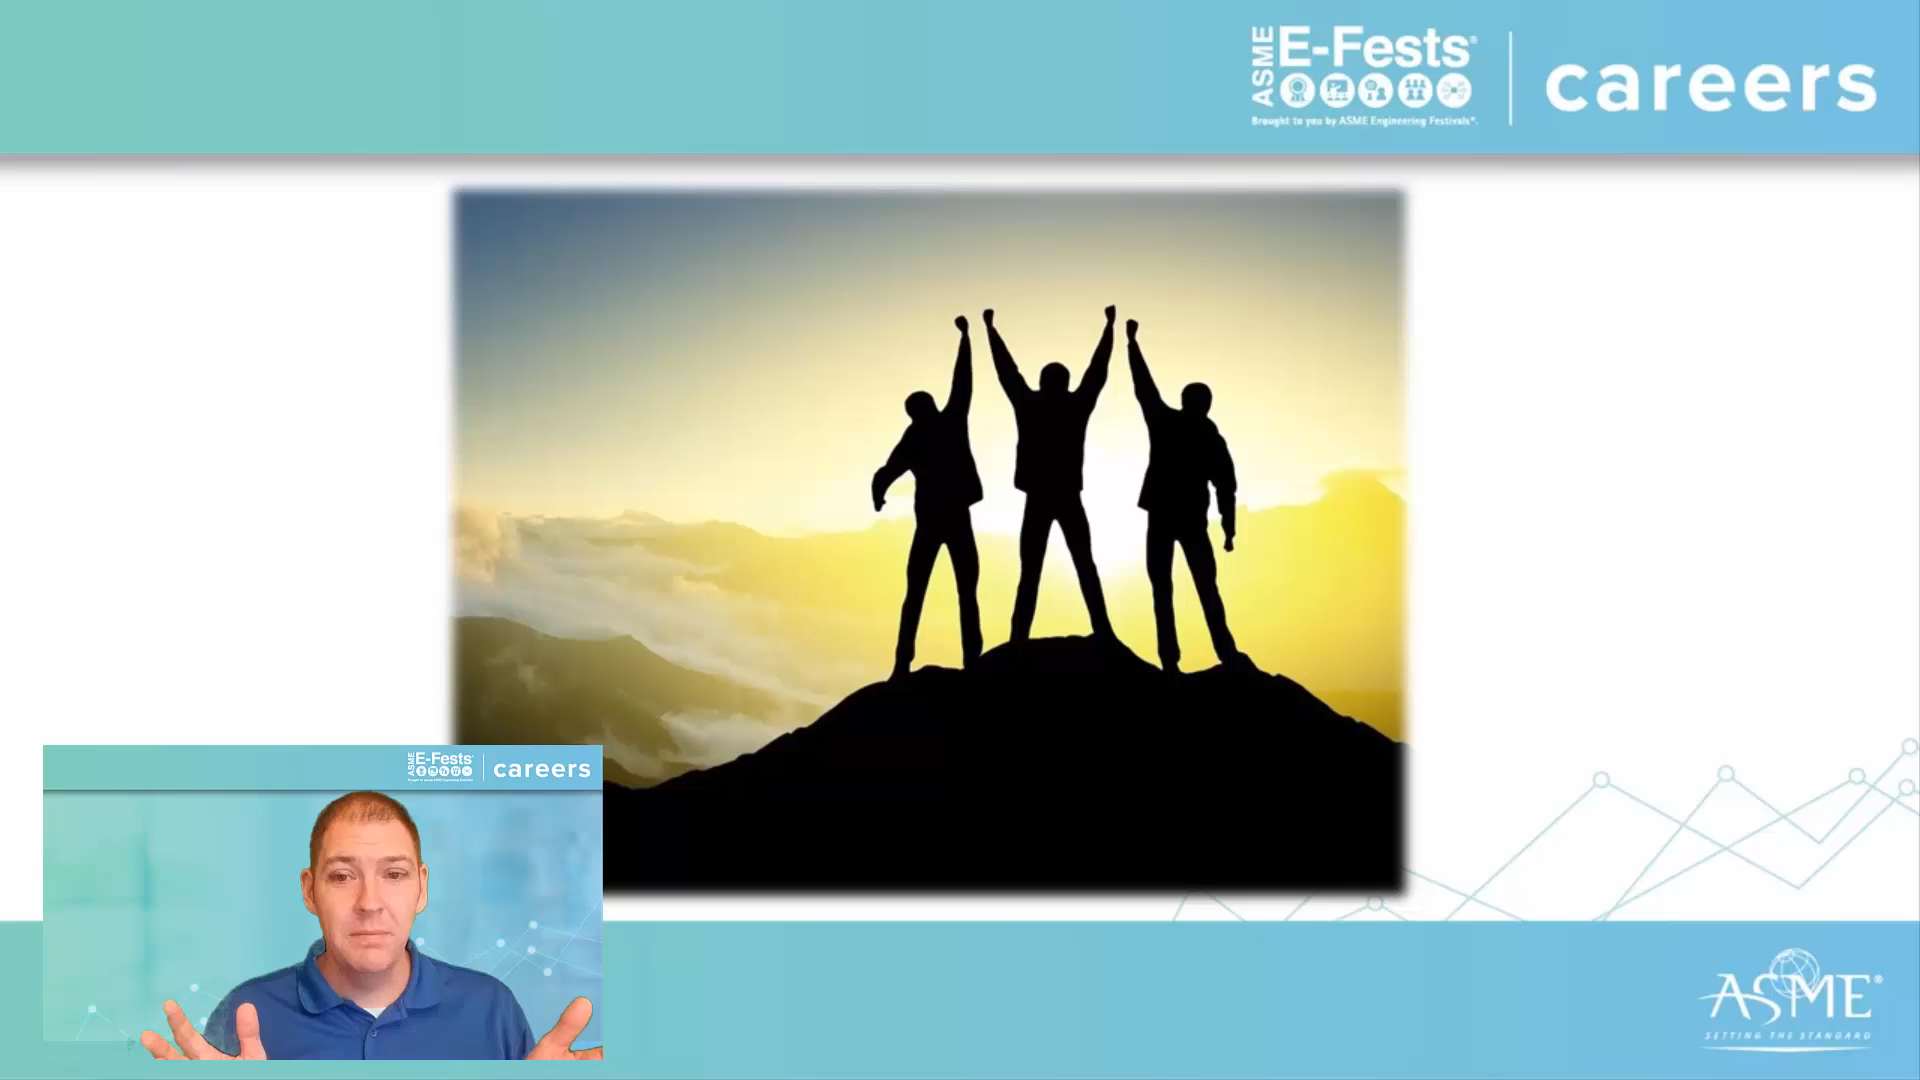 ASME E-Fests®
careers
Brought to you by ASME Engineering Festivals®.
ASME E-Fests
careers
ASME®
SETTING THE STANDARD